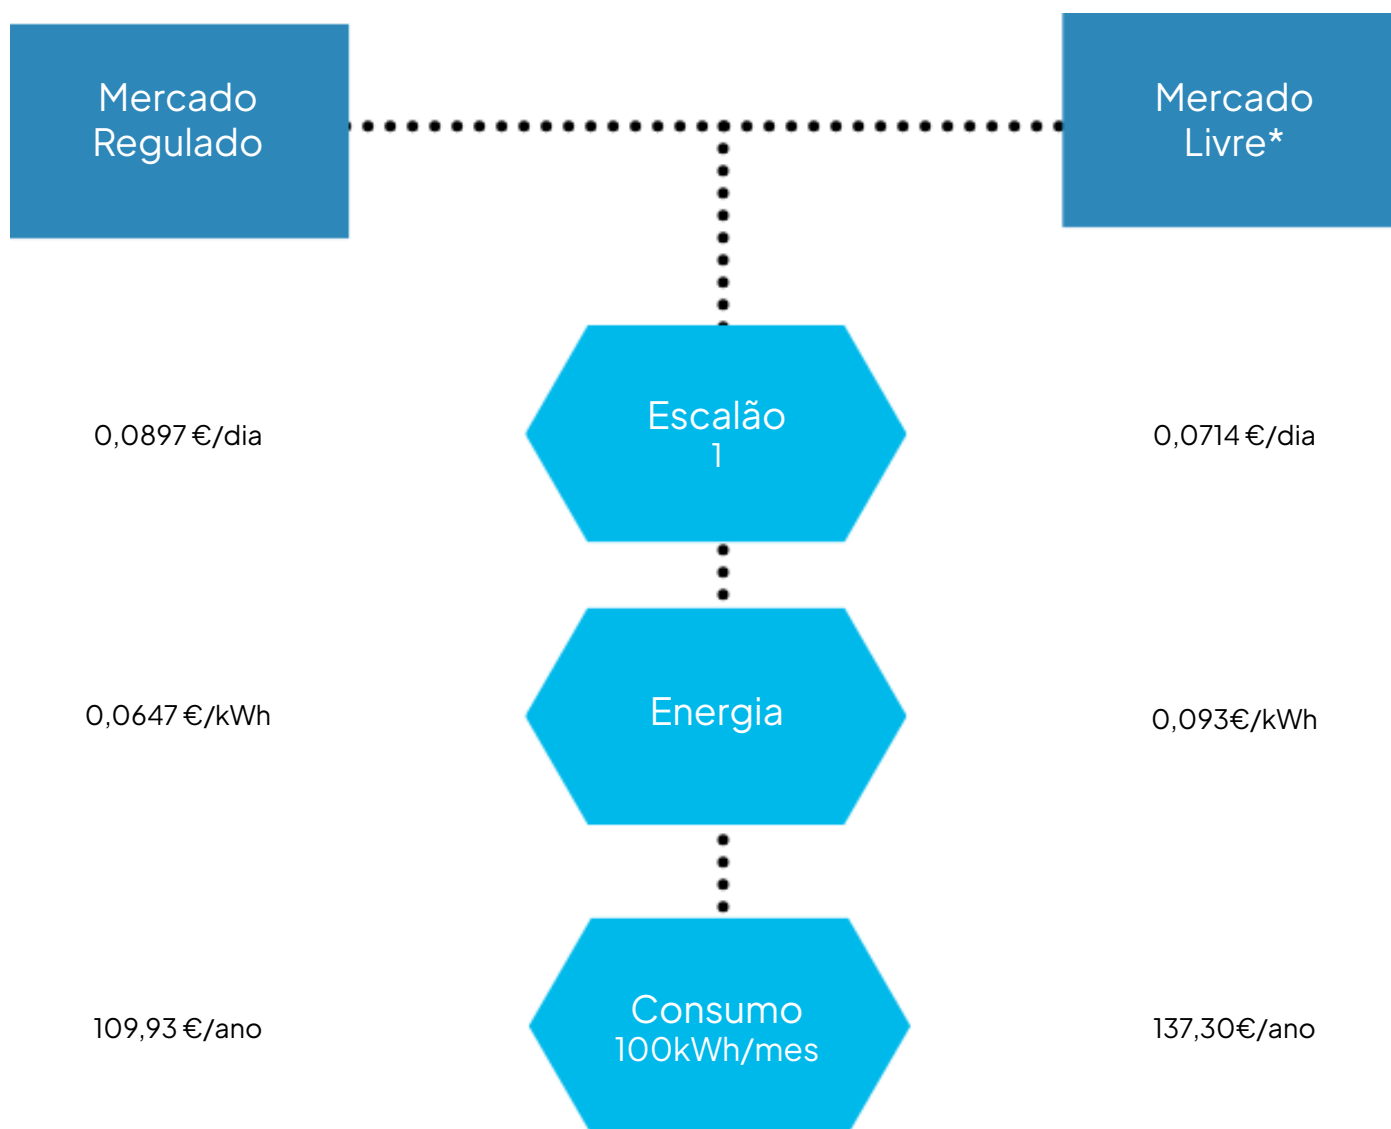 Mercado
Regulado
Mercado
Livre*
0,0897 €/dia
Escalão
1
0,0714 €/dia
0,0647 €/kWh
Energia
0,093€/kWh
109,93 €/ano
Consumo
100kWh/mes
137,30€/ano